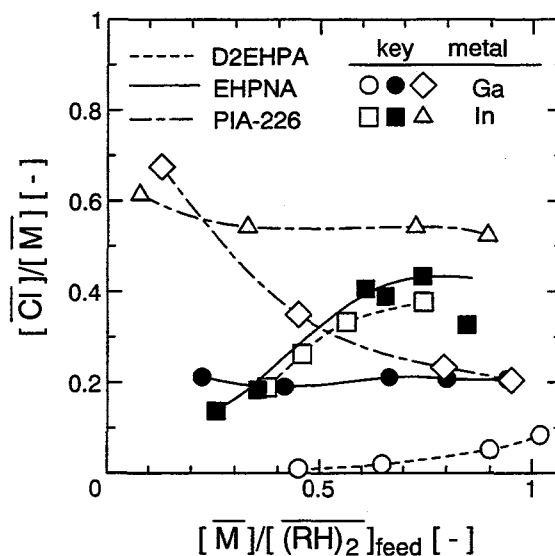 1
0.8
0.6
0.4
0.2
0
0
0.5
1
D2EHPA
EHPNA
PIA-226
key metal
Ga
In
[Cl̅]/[M̅] [-]
[M̅]/[(RH)₂̅]feed [-]